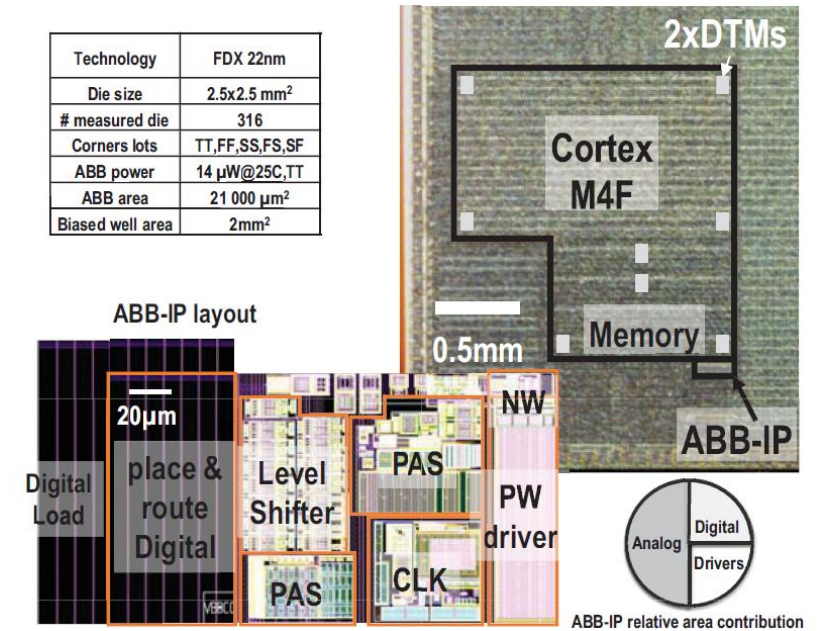 Technology FDX 22nm
Die size 2.5x2.5 mm²
# measured die 316
Corners lots TT,FF,SS,FS,SF
ABB power 14 µW@25C,TT
ABB area 21 000 µm²
Biased well area 2mm²
2xDTMs
Cortex
M4F
Memory
0.5mm
ABB-IP
ABB-IP layout
20µm
Digital
Load
place &
route
Digital
Level
Shifter
PAS
PAS
CLK
NW
PW
driver
Analog
Digital
Drivers
ABB-IP relative area contribution